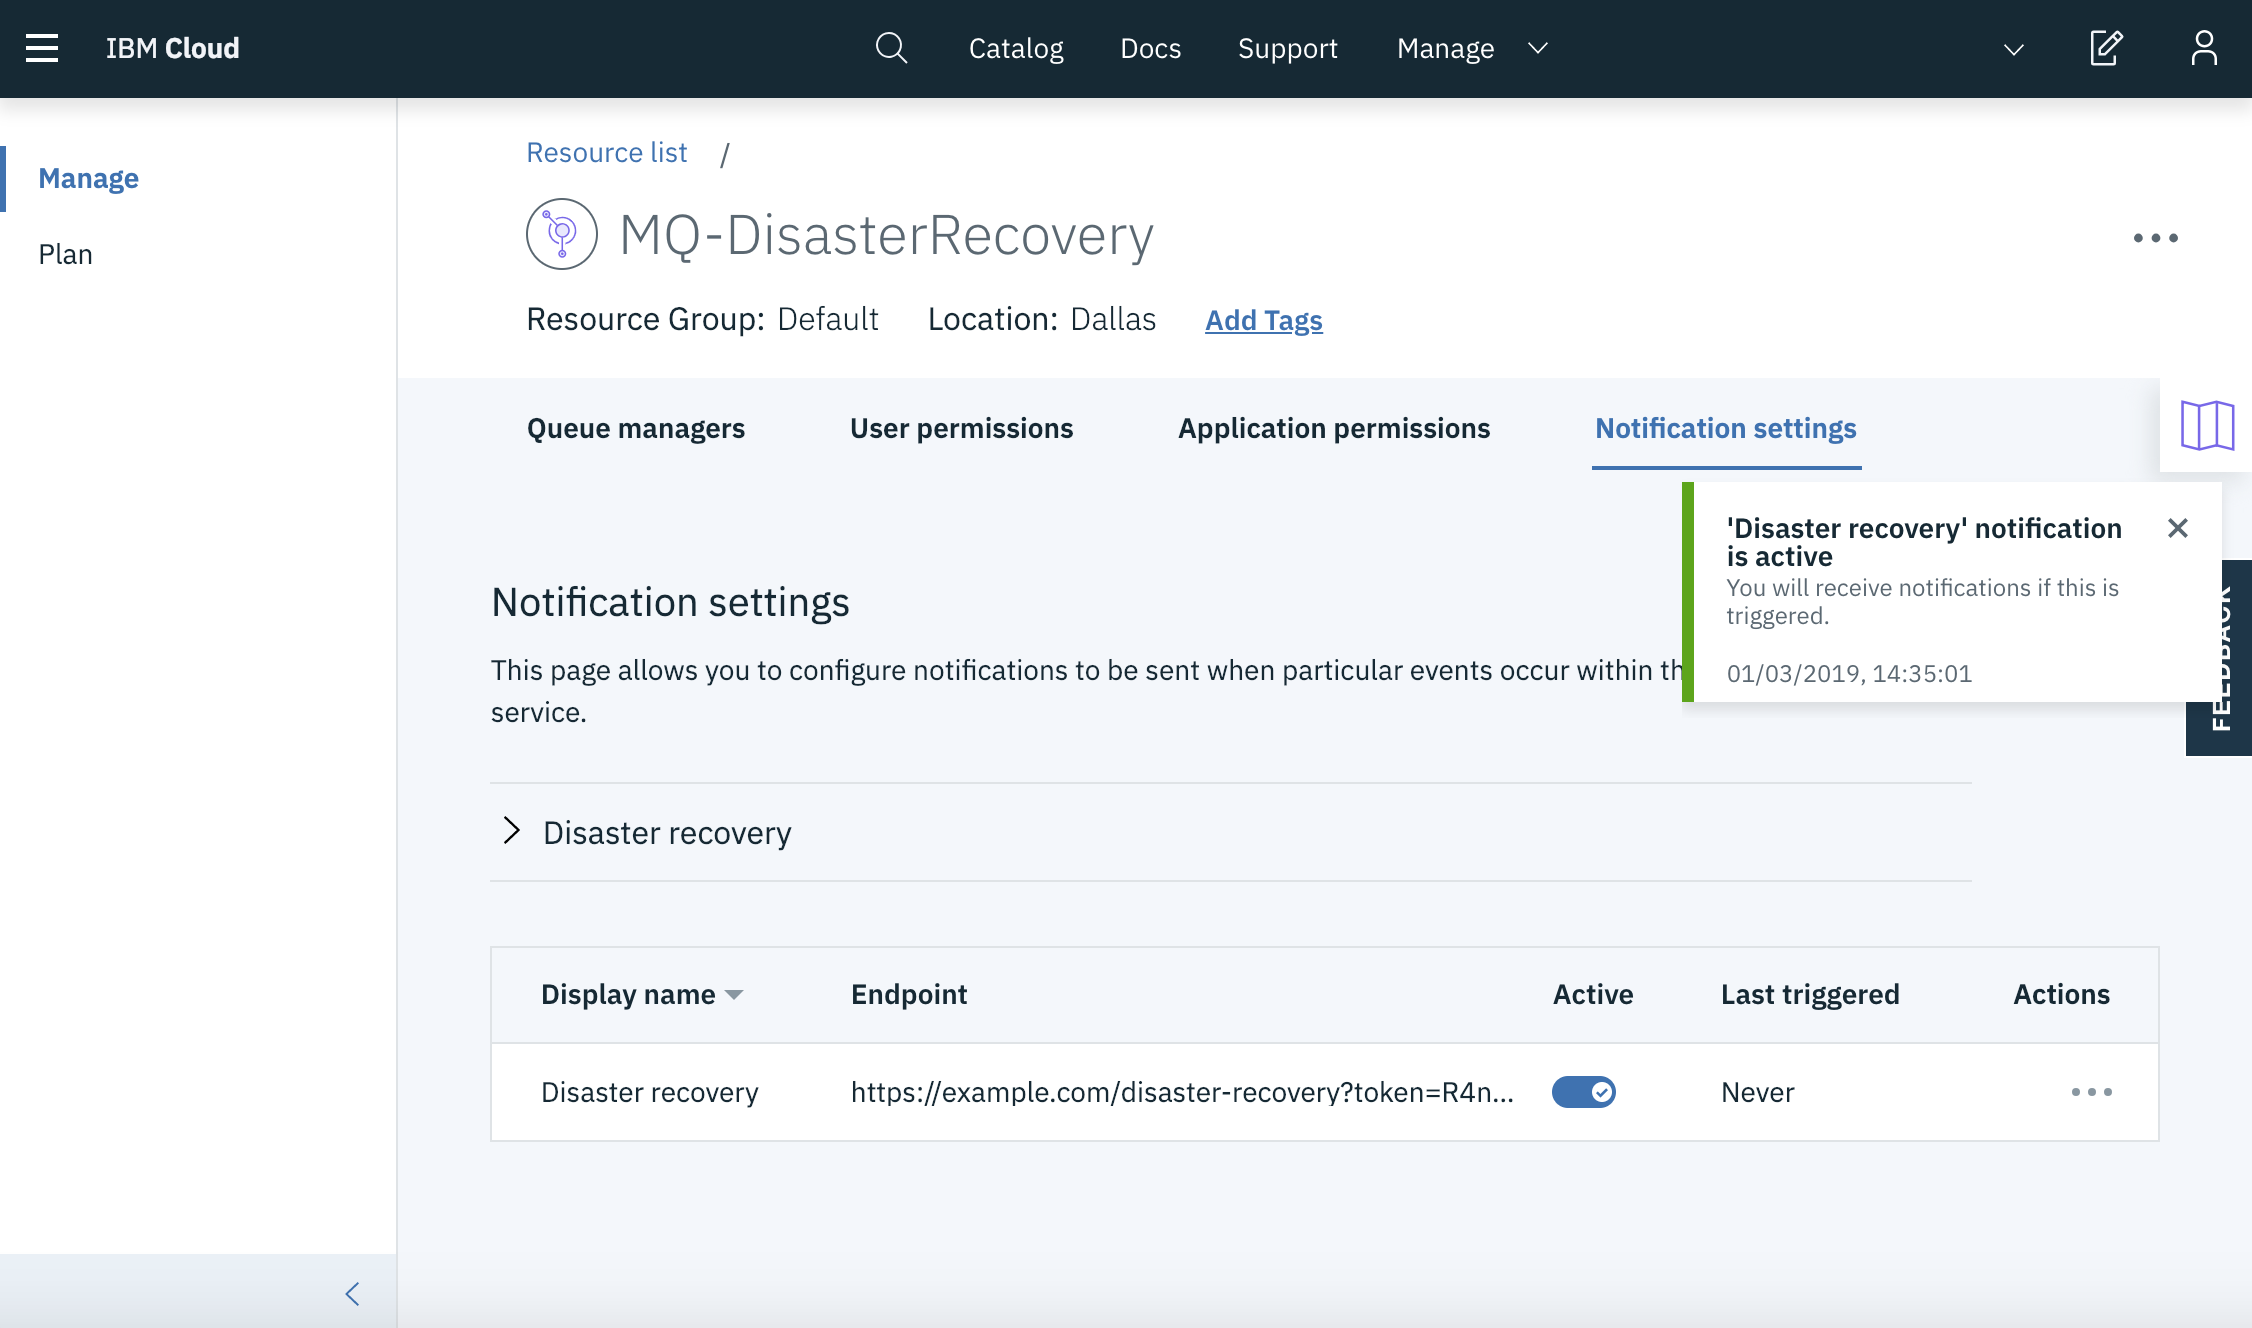 IBM Cloud
Catalog
Docs
Support
Manage
Manage
Plan
Resource list /
MQ-DisasterRecovery
Resource Group: Default
Location: Dallas
Add Tags
Queue managers
User permissions
Application permissions
Notification settings
'Disaster recovery' notification
is active
You will receive notifications if this is
triggered.
01/03/2019, 14:35:01
FEEDBACK
Notification settings
This page allows you to configure notifications to be sent when particular events occur within
service.
Disaster recovery
Display name
Endpoint
Active
Last triggered
Actions
Disaster recovery
https://example.com/disaster-recovery?token=R4n...
Never